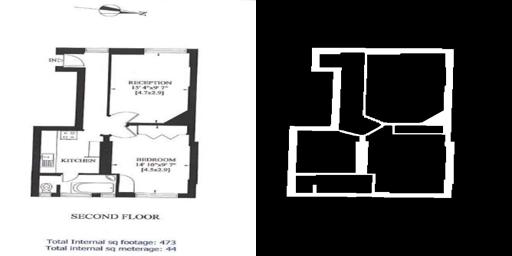 IN
RECEPTION
15' 4"x9' 7"
[4.7x2.9]
KITCHEN
BEDROOM
14' 10"x9' 7"
[4.5x2.9]
SECOND FLOOR
Total Internal sq footage: 473
Total internal sq meterage: 44